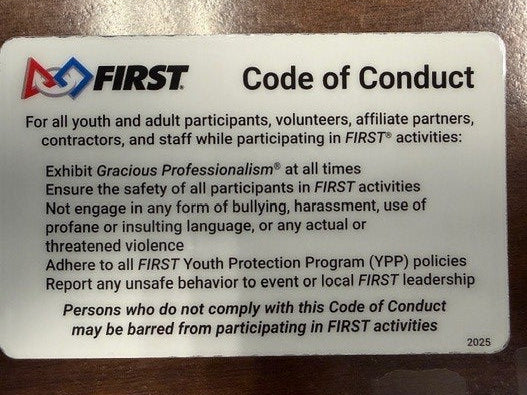 FIRST® Code of Conduct
For all youth and adult participants, volunteers, affiliate partners,
contractors, and staff while participating in FIRST® activities:
Exhibit Gracious Professionalism® at all times
Ensure the safety of all participants in FIRST activities
Not engage in any form of bullying, harassment, use of
profane or insulting language, or any actual or
threatened violence
Adhere to all FIRST Youth Protection Program (YPP) policies
Report any unsafe behavior to event or local FIRST leadership
Persons who do not comply with this Code of Conduct
may be barred from participating in FIRST activities
2025